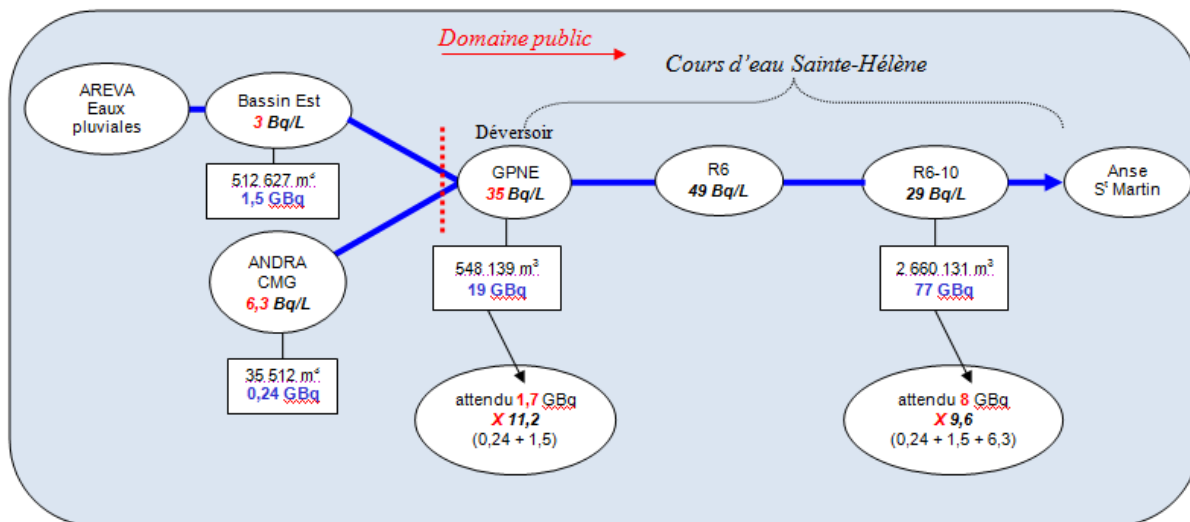 Domaine public
Cours d'eau Sainte-Hélène
AREVA
Eaux
pluviales
Bassin Est
3 Bq/L
512 627 m³
1,5 GBq
ANDRA
CMG
6,3 Bq/L
35 512 m³
0,24 GBq
Déversoir
GPNE
35 Bq/L
548 139 m³
19 GBq
attendu 1,7 GBq
X 11,2
(0,24 + 1,5)
R6
49 Bq/L
R6-10
29 Bq/L
2 660 131 m³
77 GBq
attendu 8 GBq
X 9,6
(0,24 + 1,5 + 6,3)
Anse
Sᵗ Martin